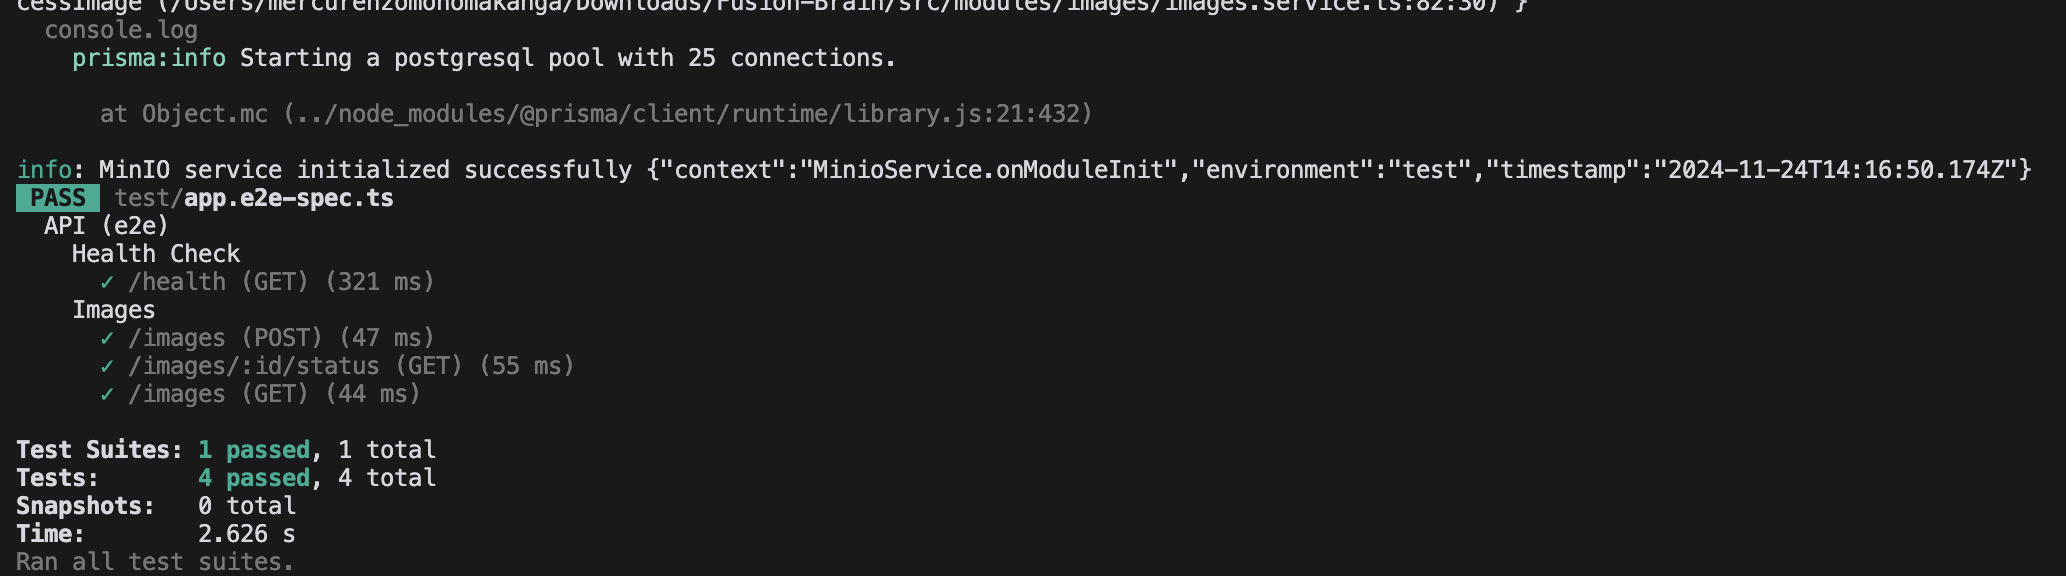 cessImage (/Users/mercurenzomonomakanga/Downloads/Fusion-Brain/src/modules/images/images.service.ts:82:30) }
console.log
prisma:info Starting a postgresql pool with 25 connections.
at Object.mc (../node_modules/@prisma/client/runtime/library.js:21:432)
info: MinIO service initialized successfully {"context":"MinioService.onModuleInit","environment":"test","timestamp":"2024-11-24T14:16:50.174Z"}
PASS test/app.e2e-spec.ts
API (e2e)
Health Check
✓ /health (GET) (321 ms)
Images
✓ /images (POST) (47 ms)
✓ /images/:id/status (GET) (55 ms)
✓ /images (GET) (44 ms)
Test Suites: 1 passed, 1 total
Tests: 4 passed, 4 total
Snapshots: 0 total
Time: 2.626 s
Ran all test suites.